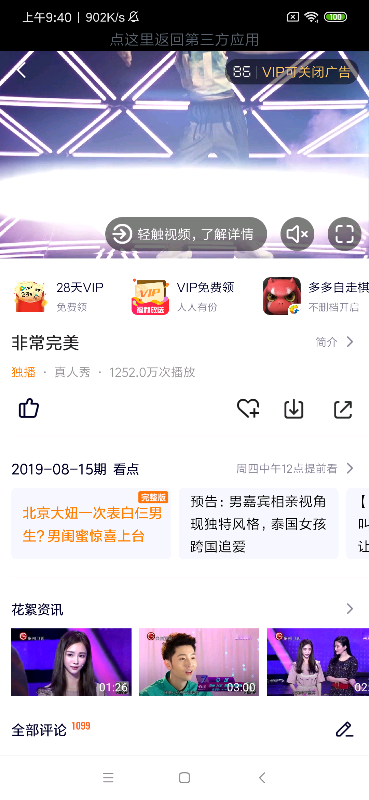 上午9:40 | 902K/s
100
点这里返回第三方应用
86 | VIP可关闭广告
轻触视频，了解详情
28天VIP
免费领
VIP
VIP免费领
人人有份
多多自走棋
不删档开启
非常完美
简介
独播 · 真人秀 · 1252.0万次播放
2019-08-15期 看点
周四中午12点提前看
完整版
北京大妞一次表白仨男
生？男闺蜜惊喜上台
预告：男嘉宾相亲视角
现独特风格，泰国女孩
跨国追爱
【
叫
让
花絮资讯
01:26
03:00
02
全部评论 1099